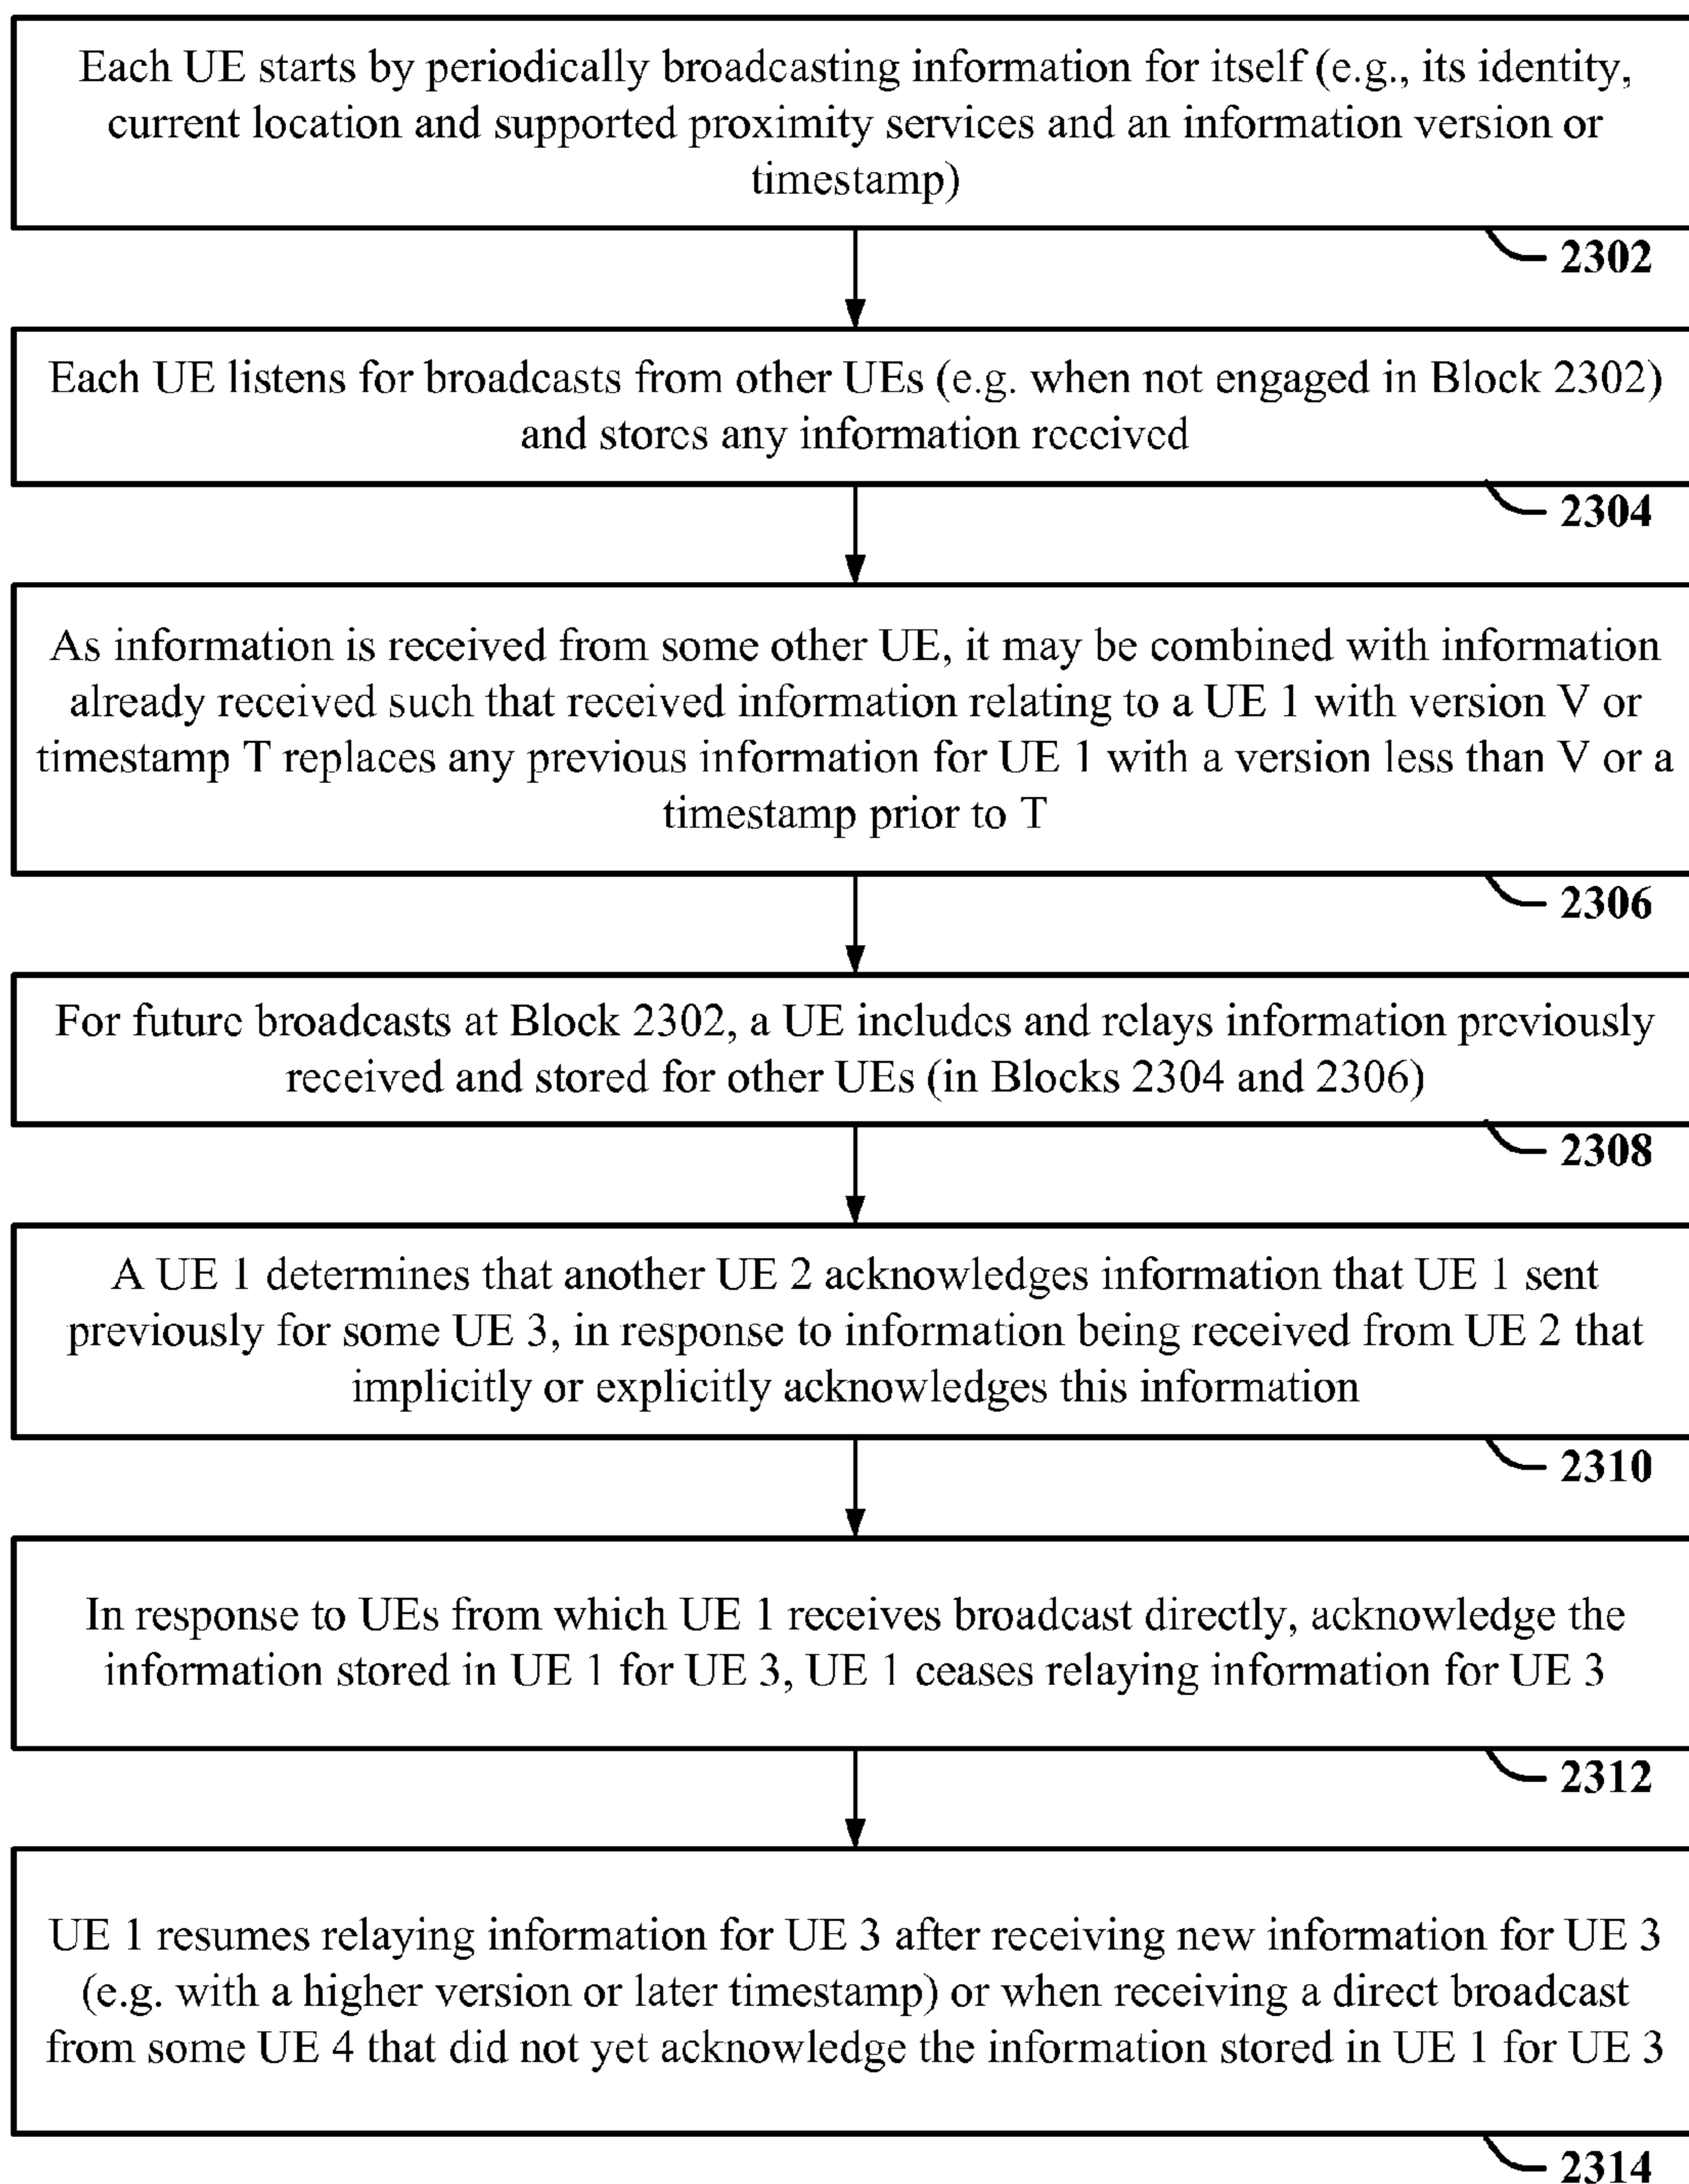 Each UE starts by periodically broadcasting information for itself (e.g., its identity,
current location and supported proximity services and an information version or
timestamp)
2302
Each UE listens for broadcasts from other UEs (e.g. when not engaged in Block 2302)
and stores any information received
2304
As information is received from some other UE, it may be combined with information
already received such that received information relating to a UE 1 with version V or
timestamp T replaces any previous information for UE 1 with a version less than V or a
timestamp prior to T
2306
For future broadcasts at Block 2302, a UE includes and relays information previously
received and stored for other UEs (in Blocks 2304 and 2306)
2308
A UE 1 determines that another UE 2 acknowledges information that UE 1 sent
previously for some UE 3, in response to information being received from UE 2 that
implicitly or explicitly acknowledges this information
2310
In response to UEs from which UE 1 receives broadcast directly, acknowledge the
information stored in UE 1 for UE 3, UE 1 ceases relaying information for UE 3
2312
UE 1 resumes relaying information for UE 3 after receiving new information for UE 3
(e.g. with a higher version or later timestamp) or when receiving a direct broadcast
from some UE 4 that did not yet acknowledge the information stored in UE 1 for UE 3
2314